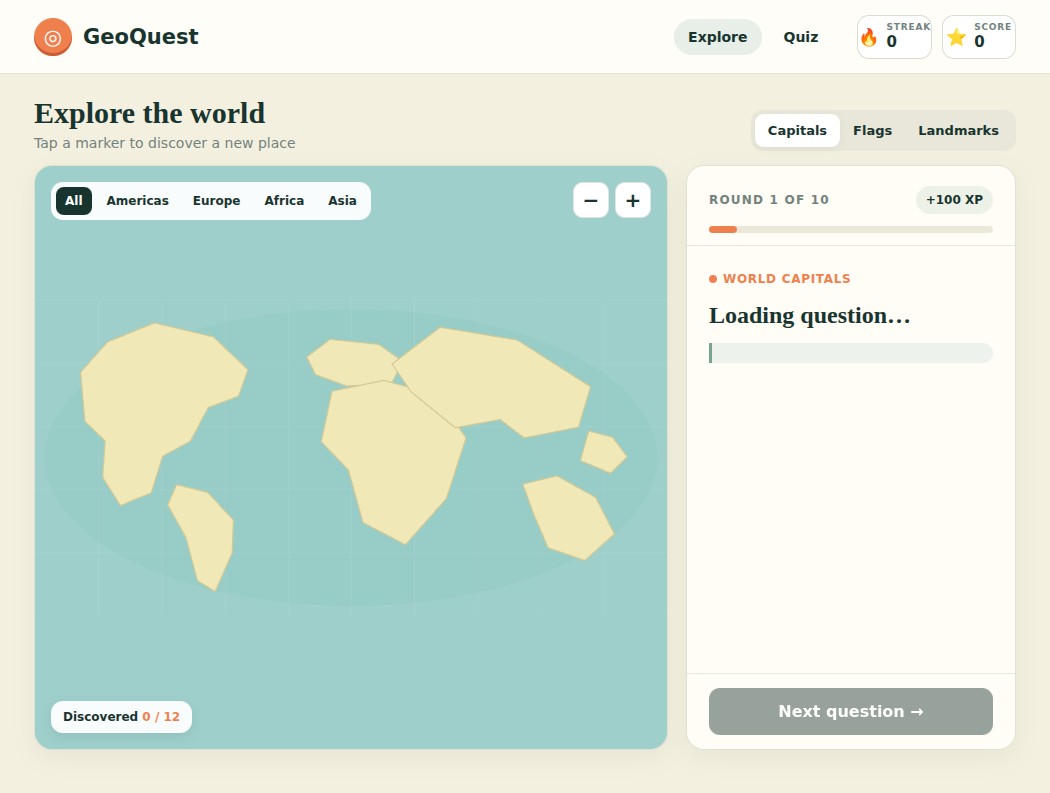 GeoQuest
Explore
Quiz
STREAK
0
SCORE
0
Explore the world
Tap a marker to discover a new place
Capitals
Flags
Landmarks
All
Americas
Europe
Africa
Asia
−
+
ROUND 1 OF 10
+100 XP
WORLD CAPITALS
Loading question…
Discovered 0 / 12
Next question →